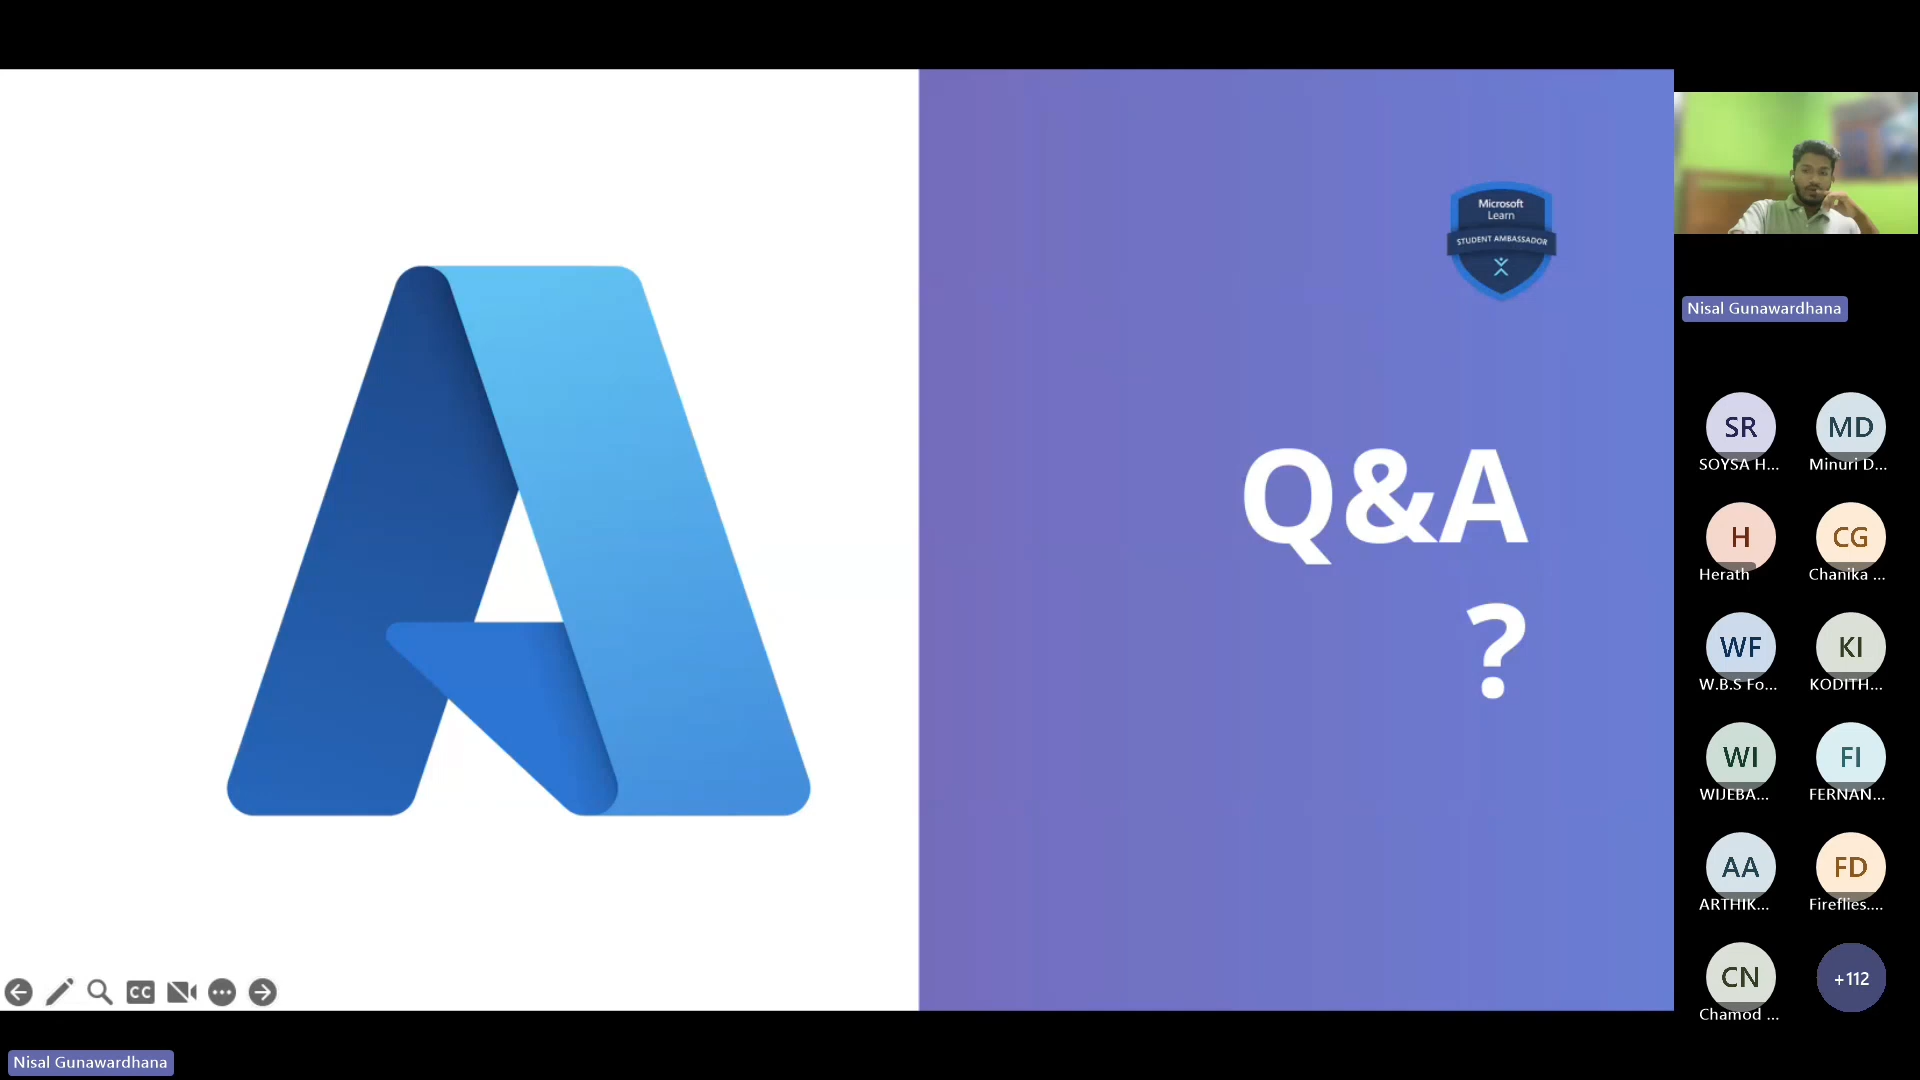 Microsoft
Learn
STUDENT AMBASSADOR
Q&A
?
CC
Nisal Gunawardhana
Nisal Gunawardhana
SR
SOYSA H...
MD
Minuri D...
H
Herath
CG
Chanika ...
WF
W.B.S Fo...
KI
KODITH...
WI
WIJEBA...
FI
FERNAN...
AA
ARTHIK...
FD
Fireflies....
CN
Chamod ...
+112